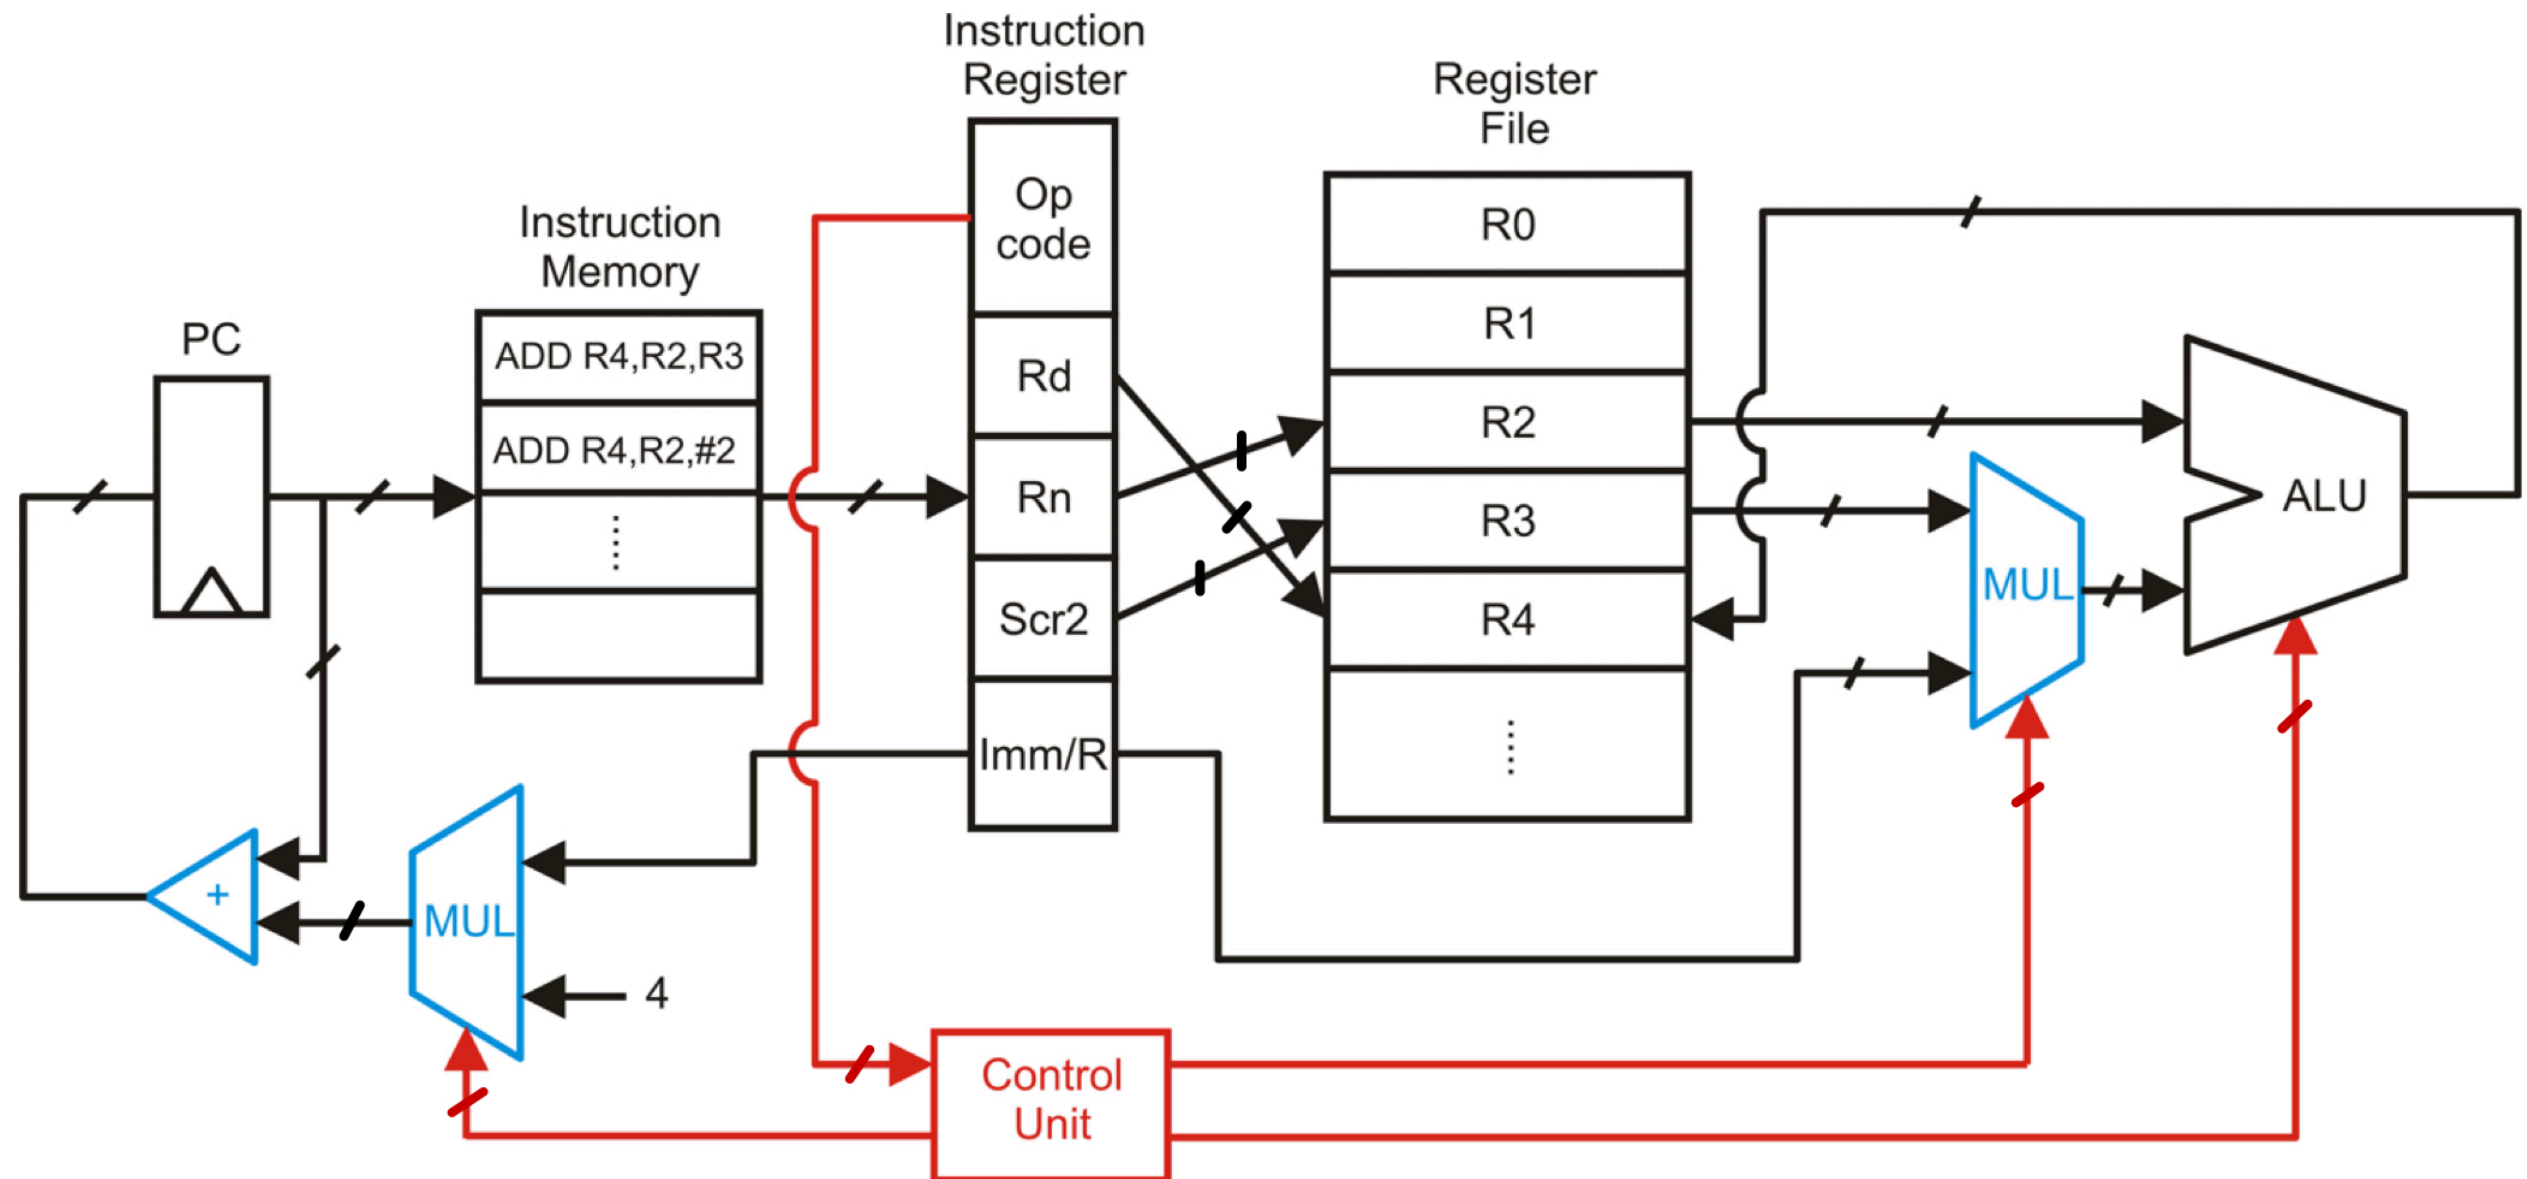 Instruction
Register
Register
File
Instruction
Memory
PC
ADD R4,R2,R3
ADD R4,R2,#2
Op
code
Rd
Rn
Scr2
Imm/R
R0
R1
R2
R3
R4
MUL
ALU
+
MUL
4
Control
Unit